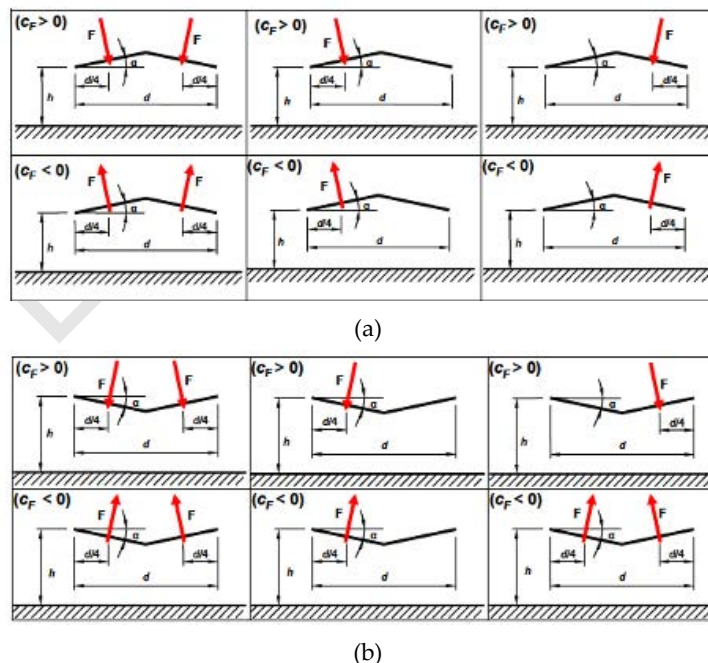 (cF > 0) (cF > 0) (cF > 0)
F F F F
α α α
d/4 d/4 d/4 d/4
h d h d h d
(cF < 0) (cF < 0) (cF < 0)
F F F F
α α α
d/4 d/4 d/4 d/4
h d h d h d
(a)
(cF > 0) (cF > 0) (cF > 0)
F F F F
α α α
d/4 d/4 d/4 d/4
h d h d h d
(cF < 0) (cF < 0) (cF < 0)
F F F F F
α α α
d/4 d/4 d/4 d/4 d/4
h d h d h d
(b)